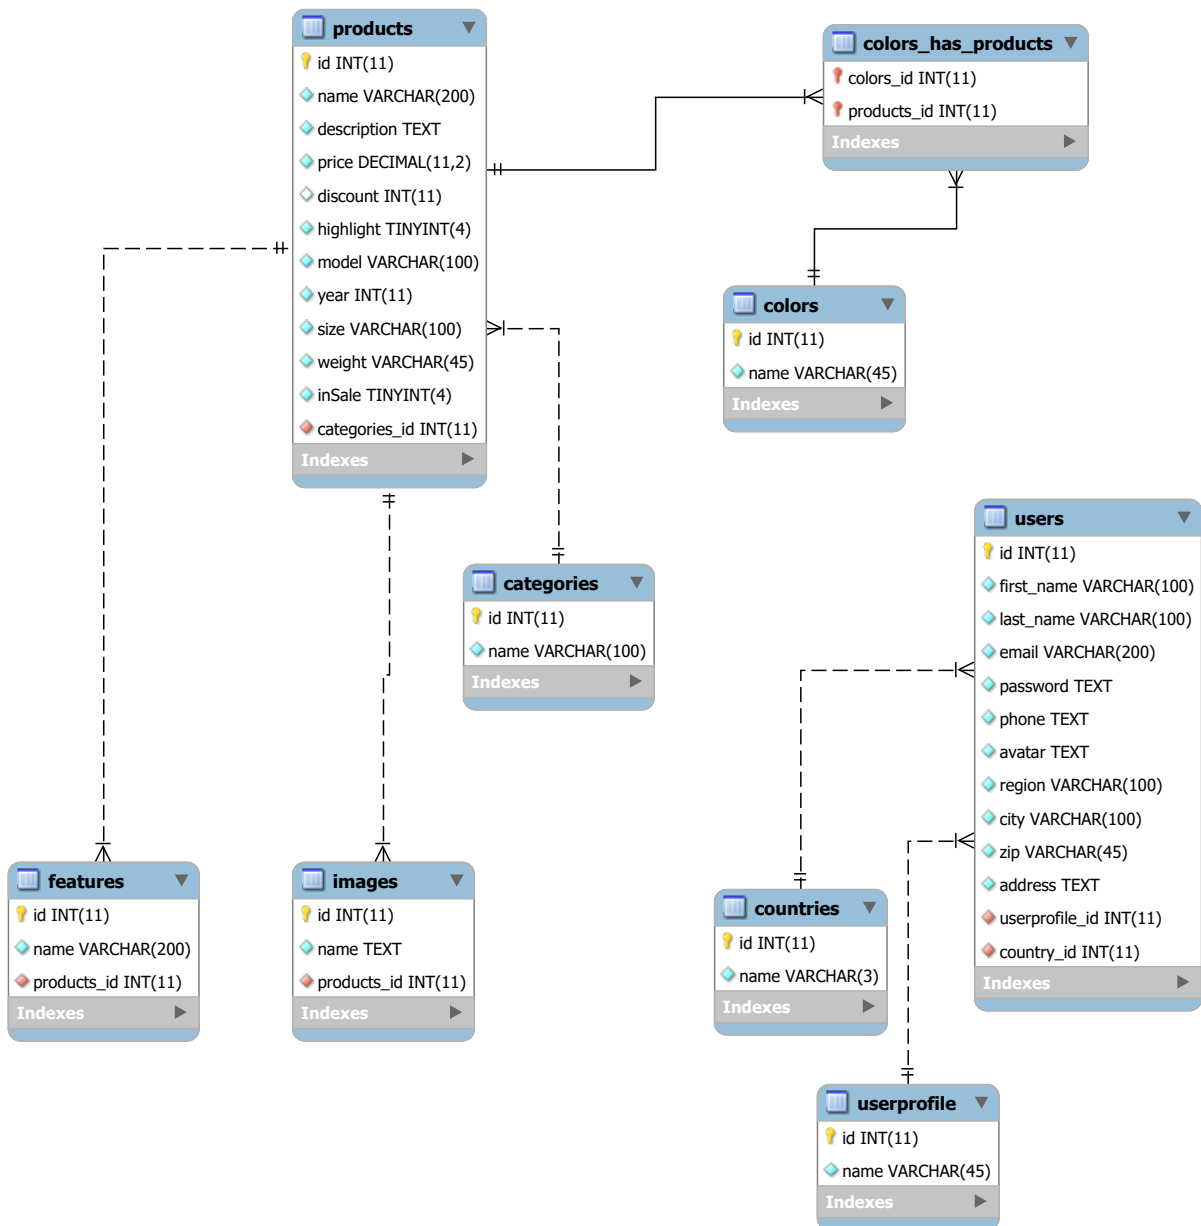 products
id INT(11)
name VARCHAR(200)
description TEXT
price DECIMAL(11,2)
discount INT(11)
highlight TINYINT(4)
model VARCHAR(100)
year INT(11)
size VARCHAR(100)
weight VARCHAR(45)
inSale TINYINT(4)
categories_id INT(11)
Indexes
colors_has_products
colors_id INT(11)
products_id INT(11)
Indexes
colors
id INT(11)
name VARCHAR(45)
Indexes
categories
id INT(11)
name VARCHAR(100)
Indexes
users
id INT(11)
first_name VARCHAR(100)
last_name VARCHAR(100)
email VARCHAR(200)
password TEXT
phone TEXT
avatar TEXT
region VARCHAR(100)
city VARCHAR(100)
zip VARCHAR(45)
address TEXT
userprofile_id INT(11)
country_id INT(11)
Indexes
features
id INT(11)
name VARCHAR(200)
products_id INT(11)
Indexes
images
id INT(11)
name TEXT
products_id INT(11)
Indexes
countries
id INT(11)
name VARCHAR(3)
Indexes
userprofile
id INT(11)
name VARCHAR(45)
Indexes